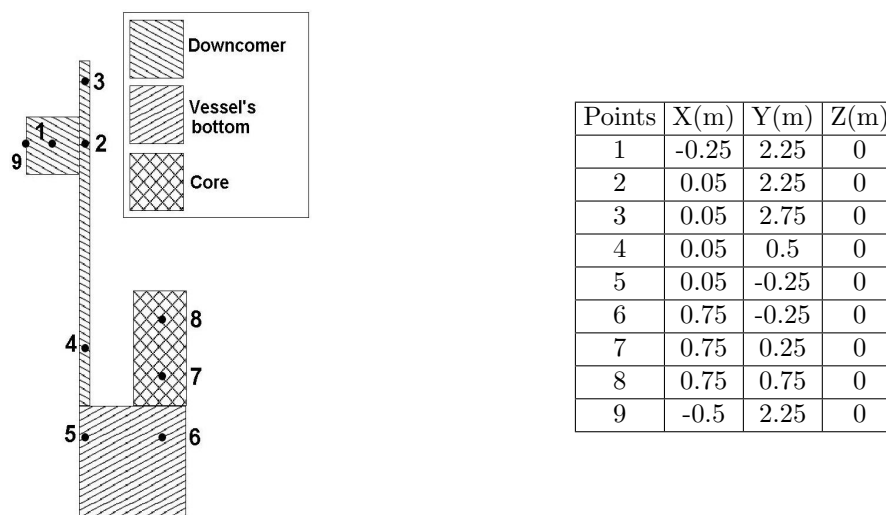 Downcomer
Vessel's
bottom
Core
3
1
2
9
8
4
7
5
6
Points X(m) Y(m) Z(m)
1 -0.25 2.25 0
2 0.05 2.25 0
3 0.05 2.75 0
4 0.05 0.5 0
5 0.05 -0.25 0
6 0.75 -0.25 0
7 0.75 0.25 0
8 0.75 0.75 0
9 -0.5 2.25 0